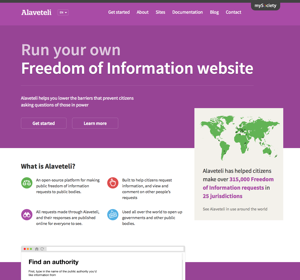 mySociety
Alaveteli
Get started About Sites Documentation Blog Contact
Run your own
Freedom of Information website
Alaveteli helps you lower the barriers that prevent citizens
asking questions of those in power
Get started Learn more
What is Alaveteli?
An open source platform for making
public freedom of information
requests to public bodies.
Built to help citizens request
information, and view and
comment on other people's
requests
All requests made through Alaveteli,
and their responses are published
online for everyone to see.
Used all over the world to open up
governments and other public
bodies.
Alaveteli has helped citizens
make over 315,000 Freedom
of Information requests in
25 jurisdictions
See Alaveteli in use around the world
Find an authority
First, type in the name of the public authority you'd
like information from